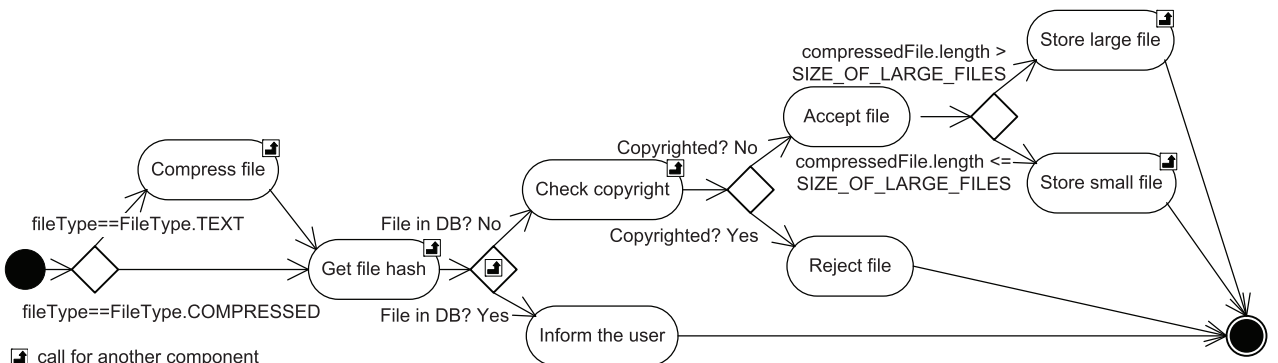 Store large file
compressedFile.length >
SIZE_OF_LARGE_FILES
Accept file
Copyrighted? No
compressedFile.length <=
SIZE_OF_LARGE_FILES
Store small file
Compress file
Check copyright
fileType==FileType.TEXT
File in DB? No
Copyrighted? Yes
Get file hash
Reject file
fileType==FileType.COMPRESSED
File in DB? Yes
Inform the user
call for another component